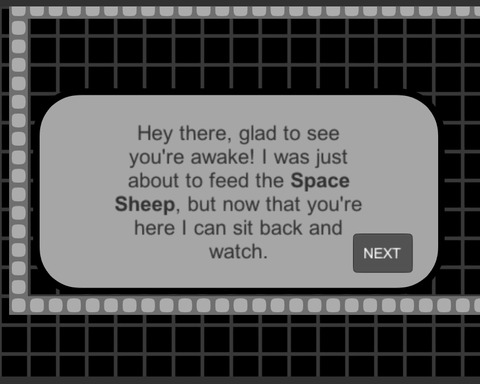 Hey there, glad to see
you're awake! I was just
about to feed the Space
Sheep, but now that you're
here I can sit back and
watch.
NEXT